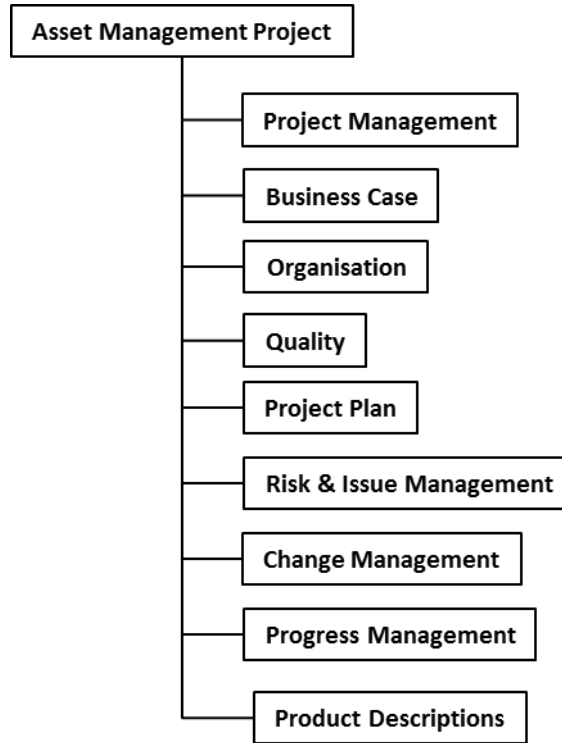 Asset Management Project
Project Management
Business Case
Organisation
Quality
Project Plan
Risk & Issue Management
Change Management
Progress Management
Product Descriptions